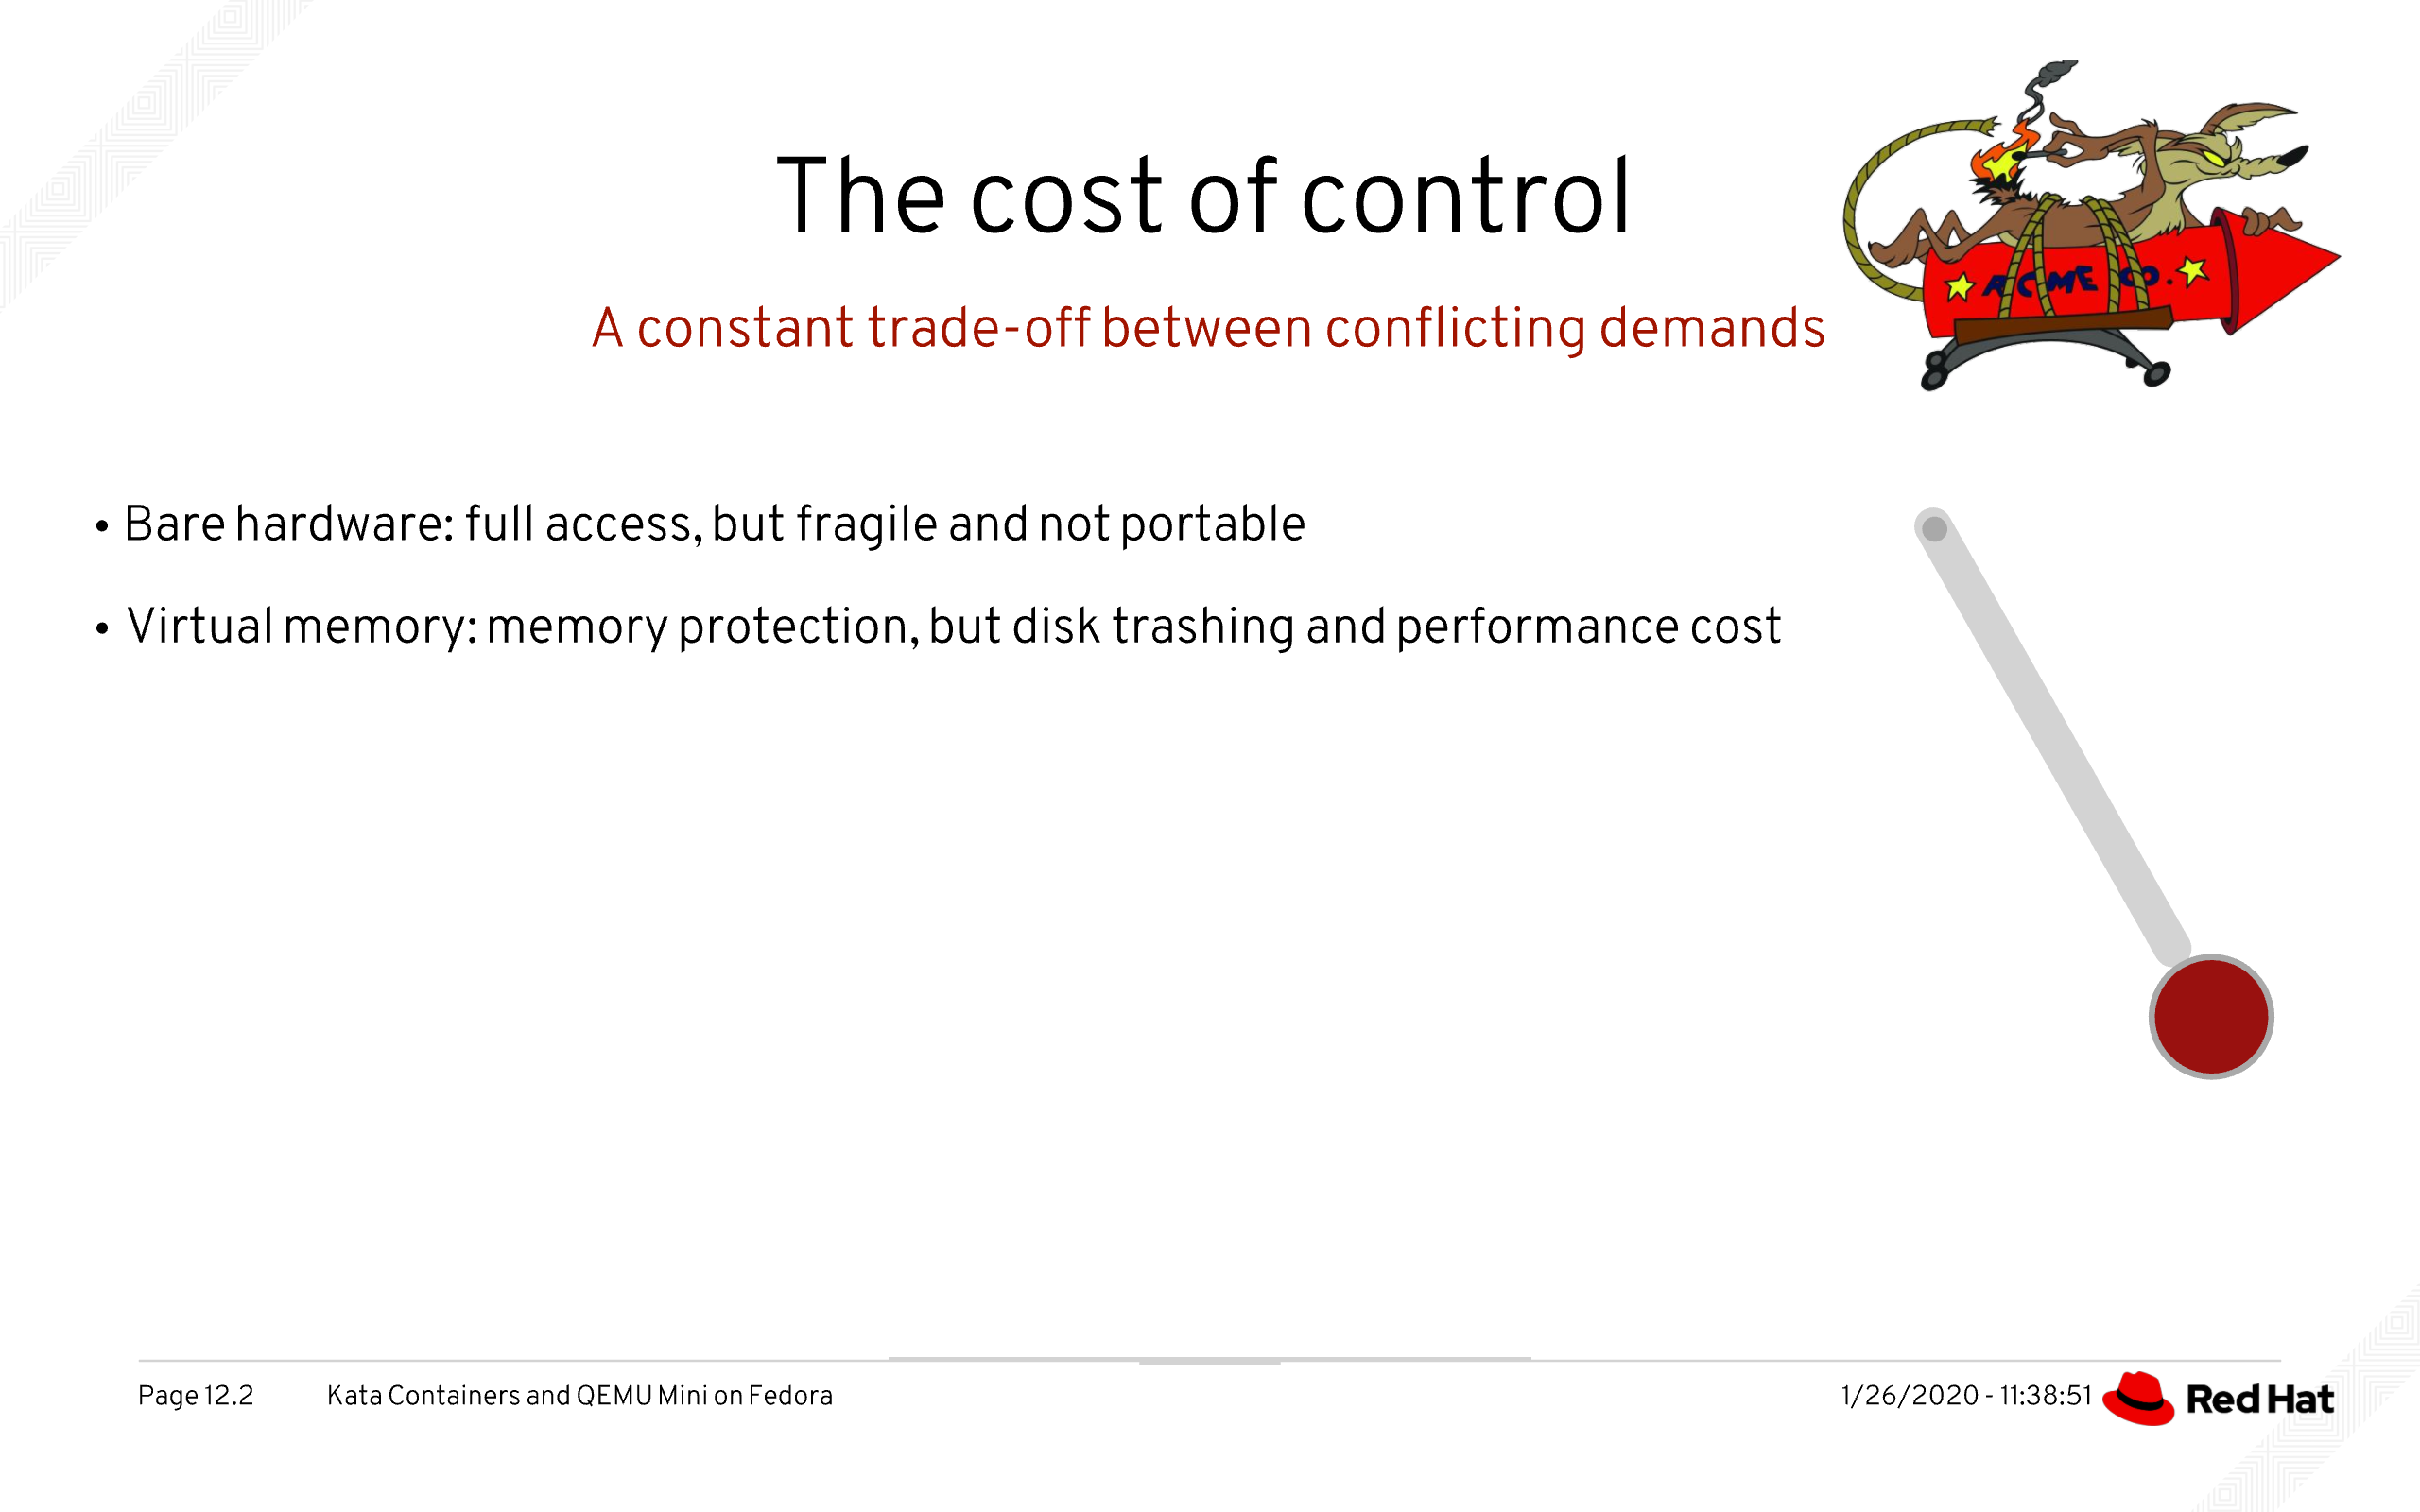 The cost of control
A constant trade-off between conflicting demands
ACME CO.
• Bare hardware: full access, but fragile and not portable
• Virtual memory: memory protection, but disk trashing and performance cost
Page 12.2 Kata Containers and QEMU Mini on Fedora 1/26/2020 - 11:38:51 Red Hat